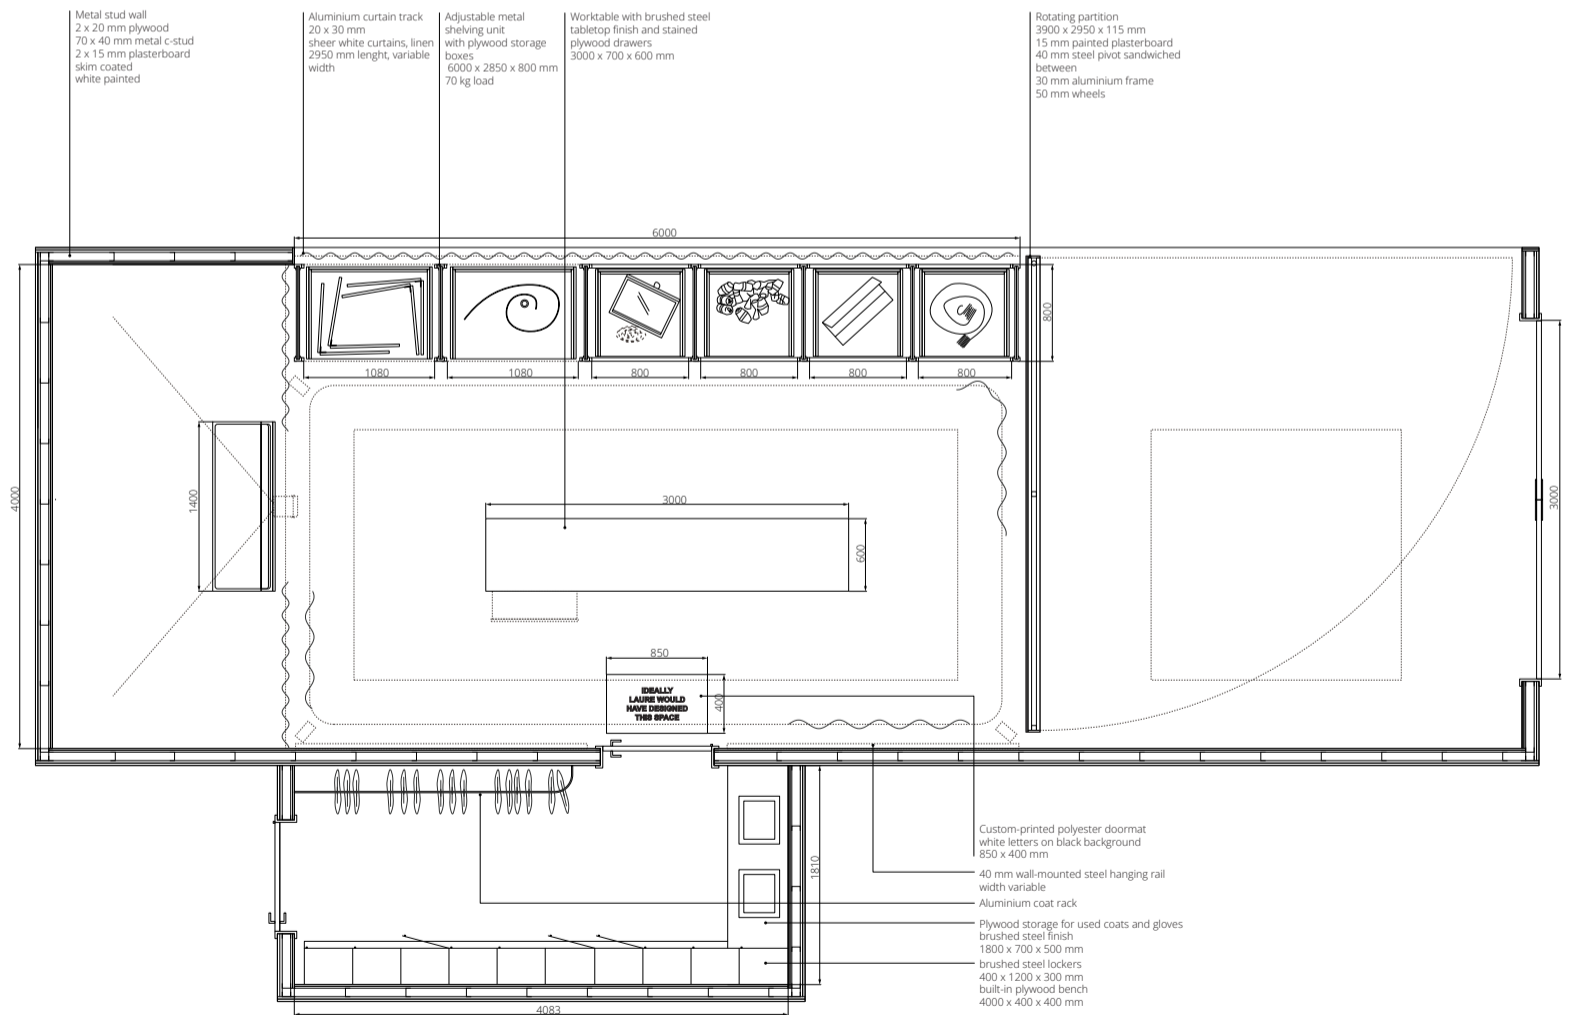 Metal stud wall
2 x 20 mm plywood
70 x 40 mm metal c-stud
2 x 15 mm plasterboard
skim coated
white painted
Aluminium curtain track
20 x 30 mm
sheer white curtains, linen
2950 mm lenght, variable
width
Adjustable metal
shelving unit
with plywood storage
boxes
6000 x 2850 x 800 mm
70 kg load
Worktable with brushed steel
tabletop finish and stained
plywood drawers
3000 x 700 x 600 mm
Rotating partition
3900 x 2950 x 115 mm
15 mm painted plasterboard
40 mm steel pivot sandwiched
between
30 mm aluminium frame
50 mm wheels
6000
800
1080
1080
800
800
800
800
4000
1400
3000
600
3000
850
400
IDEALLY
LAURE WOULD
HAVE DESIGNED
THIS SPACE
1810
4083
Custom-printed polyester doormat
white letters on black background
850 x 400 mm
40 mm wall-mounted steel hanging rail
width variable
Aluminium coat rack
Plywood storage for used coats and gloves
brushed steel finish
1800 x 700 x 500 mm
brushed steel lockers
400 x 1200 x 300 mm
built-in plywood bench
4000 x 400 x 400 mm